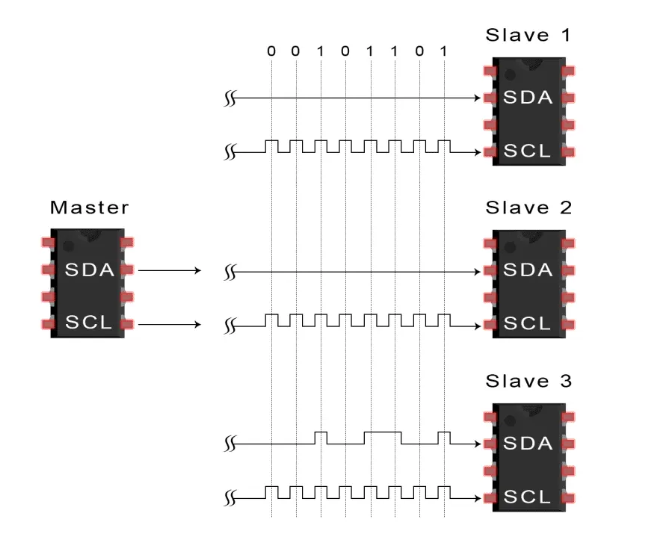 Slave 1
0 0 1 0 1 1 0 1
SDA
SCL
Master
SDA
SCL
Slave 2
SDA
SCL
Slave 3
SDA
SCL